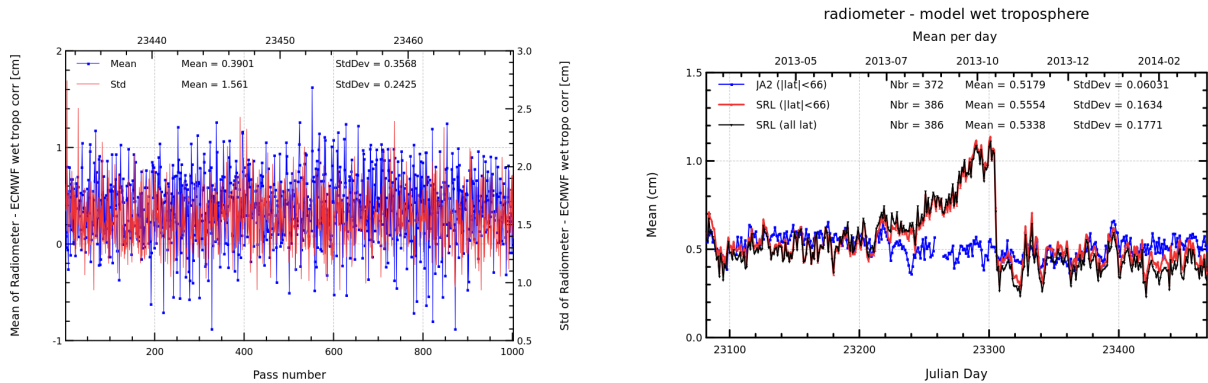 23440 23450 23460
2 3.0
Mean Mean = 0.3901 StdDev = 0.3568
Std Mean = 1.561 StdDev = 0.2425
2.5
1 2.0
1.5
0
1.0
-1 0.5
200 400 600 800 1000
Pass number
Mean of Radiometer - ECMWF wet tropo corr [cm]
Std of Radiometer - ECMWF wet tropo corr [cm]
radiometer - model wet troposphere
Mean per day
2013-05 2013-07 2013-10 2013-12 2014-02
1.5
JA2 (|lat|<66) Nbr = 372 Mean = 0.5179 StdDev = 0.06031
SRL (|lat|<66) Nbr = 386 Mean = 0.5554 StdDev = 0.1634
SRL (all lat) Nbr = 386 Mean = 0.5338 StdDev = 0.1771
1.0
0.5
0.0
23100 23200 23300 23400
Julian Day
Mean (cm)